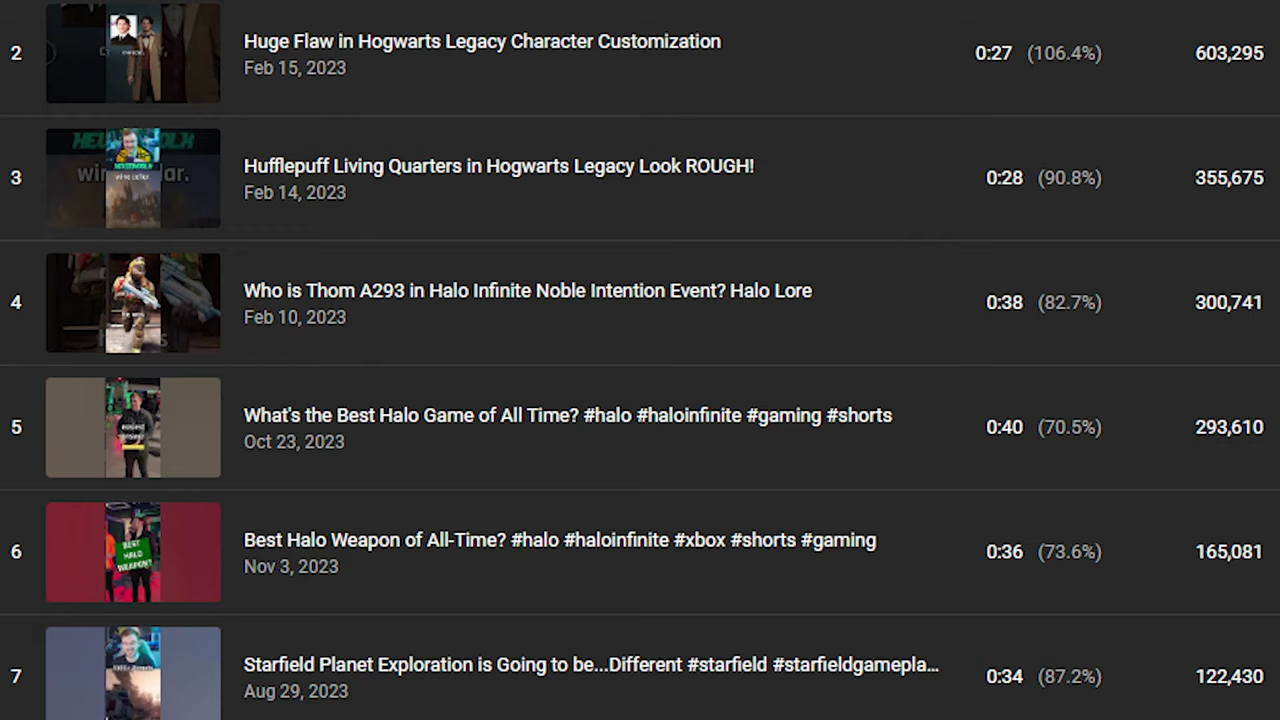 2
Huge Flaw in Hogwarts Legacy Character Customization
0:27 (106.4%) 603,295
Feb 15, 2023
3
wine cellar.
Hufflepuff Living Quarters in Hogwarts Legacy Look ROUGH!
0:28 (90.8%) 355,675
Feb 14, 2023
4
Who is Thom A293 in Halo Infinite Noble Intention Event? Halo Lore
0:38 (82.7%) 300,741
Feb 10, 2023
5
What's the Best Halo Game of All Time? #halo #haloinfinite #gaming #shorts
0:40 (70.5%) 293,610
Oct 23, 2023
6
BEST
HALO
WEAPON?
Best Halo Weapon of All-Time? #halo #haloinfinite #xbox #shorts #gaming
0:36 (73.6%) 165,081
Nov 3, 2023
7
Starfield Planet Exploration is Going to be...Different #starfield #starfieldgamepla...
0:34 (87.2%) 122,430
Aug 29, 2023